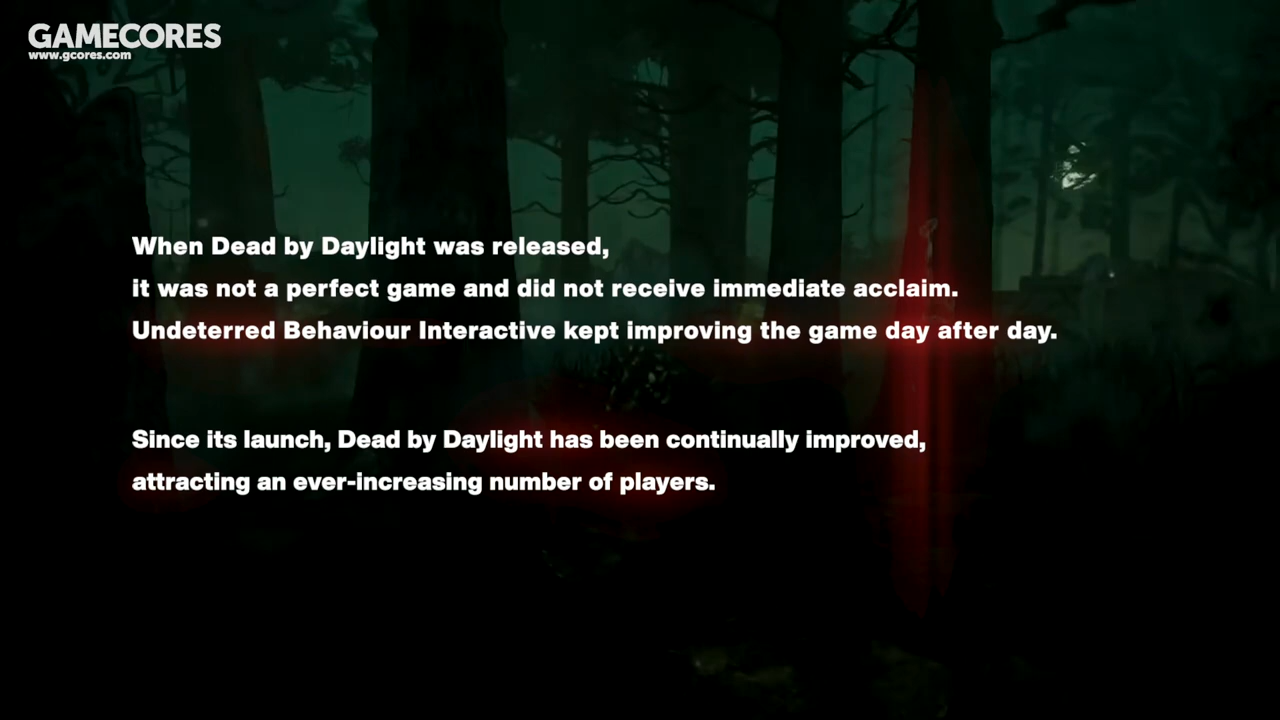 GAMECORES
www.gcores.com
When Dead by Daylight was released,
it was not a perfect game and did not receive immediate acclaim.
Undeterred Behaviour Interactive kept improving the game day after day.
Since its launch, Dead by Daylight has been continually improved,
attracting an ever-increasing number of players.